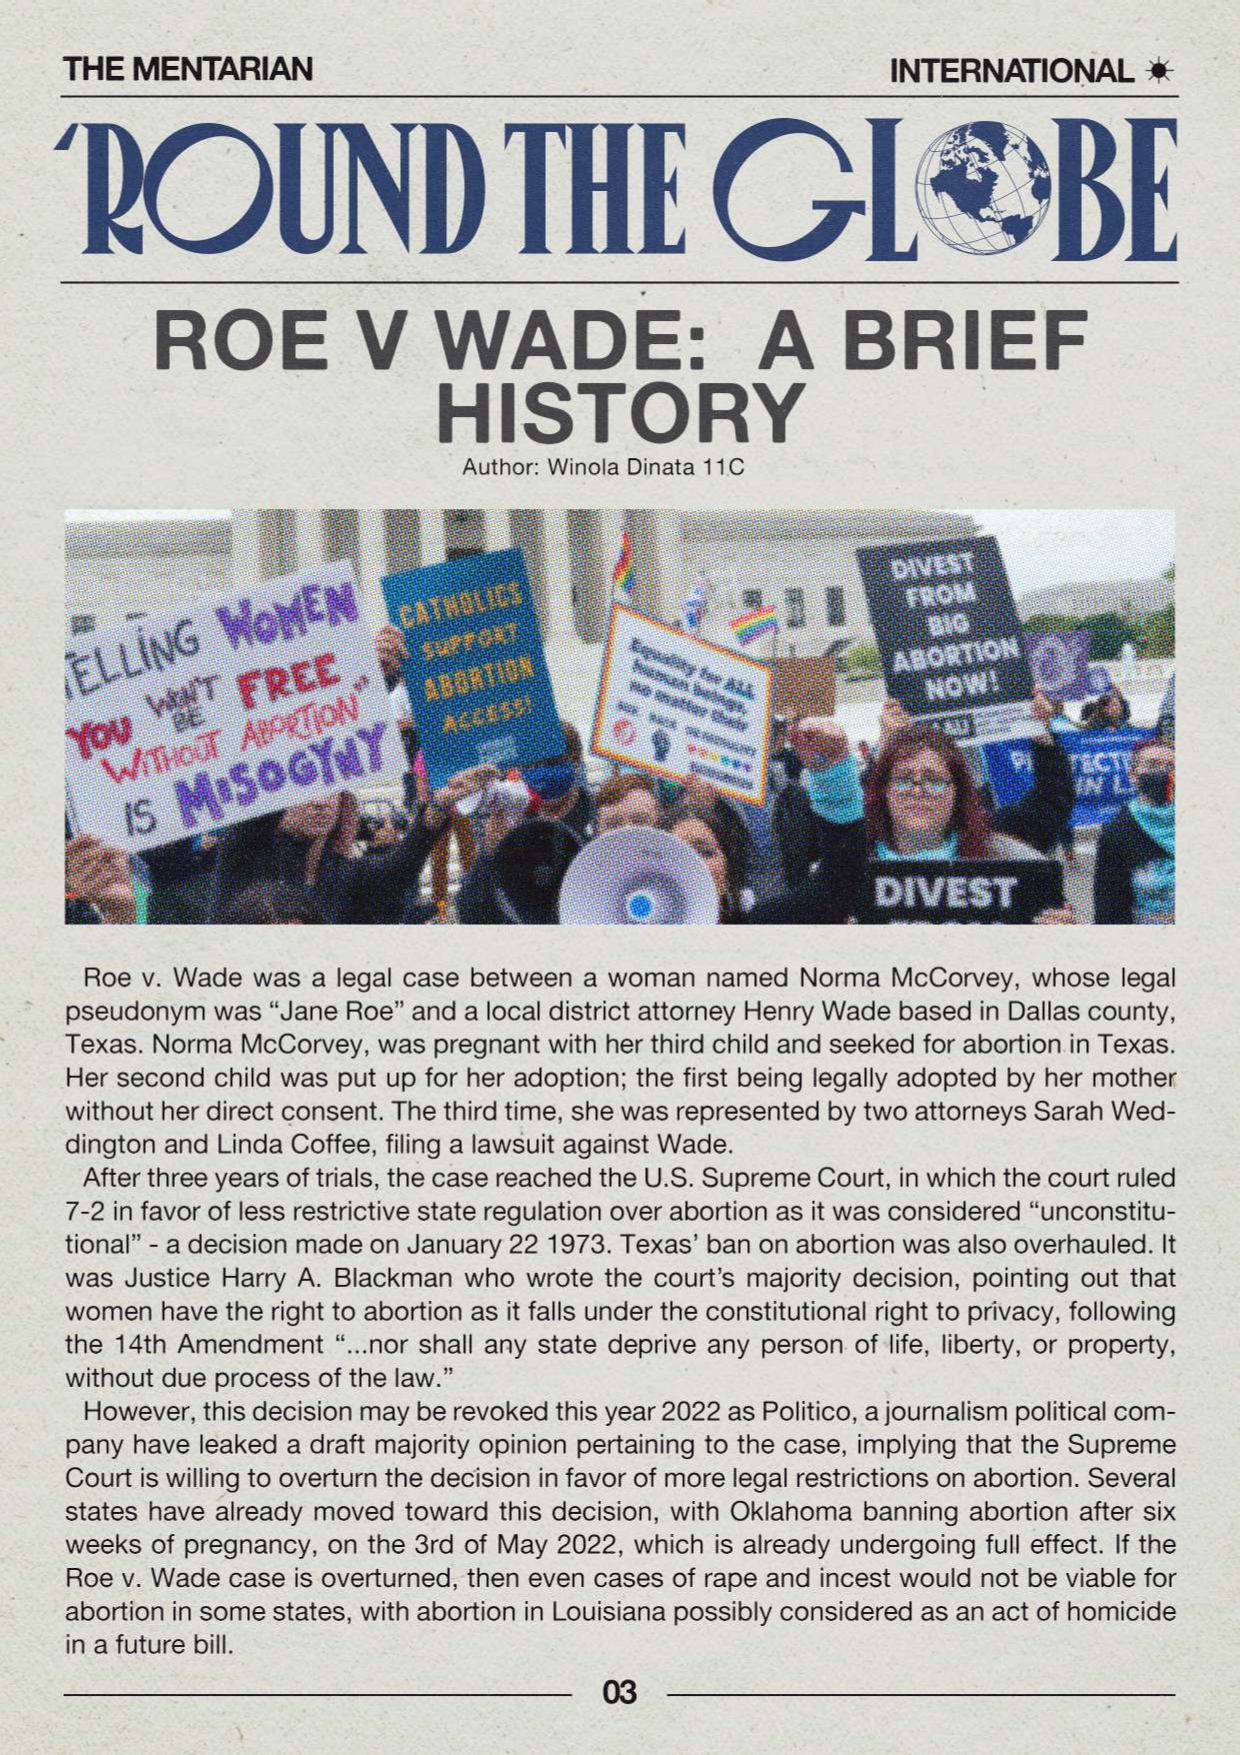 THE MENTARIAN
INTERNATIONAL
'ROUND THE GLOBE
ROE V WADE: A BRIEF
HISTORY
Author: Winola Dinata 11C
TELLING WOMEN
YOU WON'T BE FREE
WITHOUT ABORTION"
IS MISOGYNY
CATHOLICS
SUPPORT
ABORTION
ACCESS!
Equality for ALL
human beings,
no matter their
DIVEST
FROM
BIG
ABORTION
NOW!
DIVEST
Roe v. Wade was a legal case between a woman named Norma McCorvey, whose legal
pseudonym was “Jane Roe” and a local district attorney Henry Wade based in Dallas county,
Texas. Norma McCorvey, was pregnant with her third child and seeked for abortion in Texas.
Her second child was put up for her adoption; the first being legally adopted by her mother
without her direct consent. The third time, she was represented by two attorneys Sarah Wed-
dington and Linda Coffee, filing a lawsuit against Wade.
After three years of trials, the case reached the U.S. Supreme Court, in which the court ruled
7-2 in favor of less restrictive state regulation over abortion as it was considered “unconstitu-
tional” - a decision made on January 22 1973. Texas’ ban on abortion was also overhauled. It
was Justice Harry A. Blackman who wrote the court’s majority decision, pointing out that
women have the right to abortion as it falls under the constitutional right to privacy, following
the 14th Amendment “...nor shall any state deprive any person of life, liberty, or property,
without due process of the law.”
However, this decision may be revoked this year 2022 as Politico, a journalism political com-
pany have leaked a draft majority opinion pertaining to the case, implying that the Supreme
Court is willing to overturn the decision in favor of more legal restrictions on abortion. Several
states have already moved toward this decision, with Oklahoma banning abortion after six
weeks of pregnancy, on the 3rd of May 2022, which is already undergoing full effect. If the
Roe v. Wade case is overturned, then even cases of rape and incest would not be viable for
abortion in some states, with abortion in Louisiana possibly considered as an act of homicide
in a future bill.
03